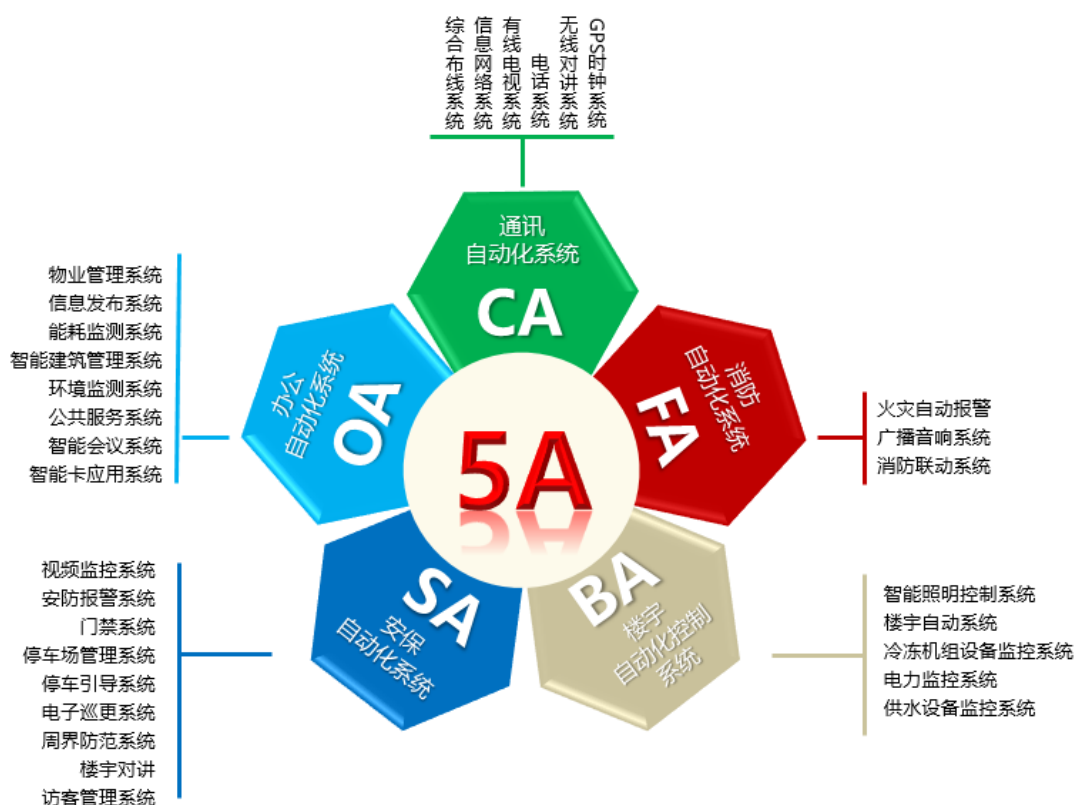 综合布线系统
信息网络系统
有线电视系统
电话系统
无线对讲系统
GPS时钟系统
通讯
自动化系统
CA
物业管理系统
信息发布系统
能耗监测系统
智能建筑管理系统
环境监测系统
公共服务系统
智能会议系统
智能卡应用系统
办公
自动化系统
OA
5A
消防
自动化系统
FA
火灾自动报警
广播音响系统
消防联动系统
视频监控系统
安防报警系统
门禁系统
停车场管理系统
停车引导系统
电子巡更系统
周界防范系统
楼宇对讲
访客管理系统
SA
安保
自动化系统
BA
楼宇
自动化控制
系统
智能照明控制系统
楼宇自动系统
冷冻机组设备监控系统
电力监控系统
供水设备监控系统